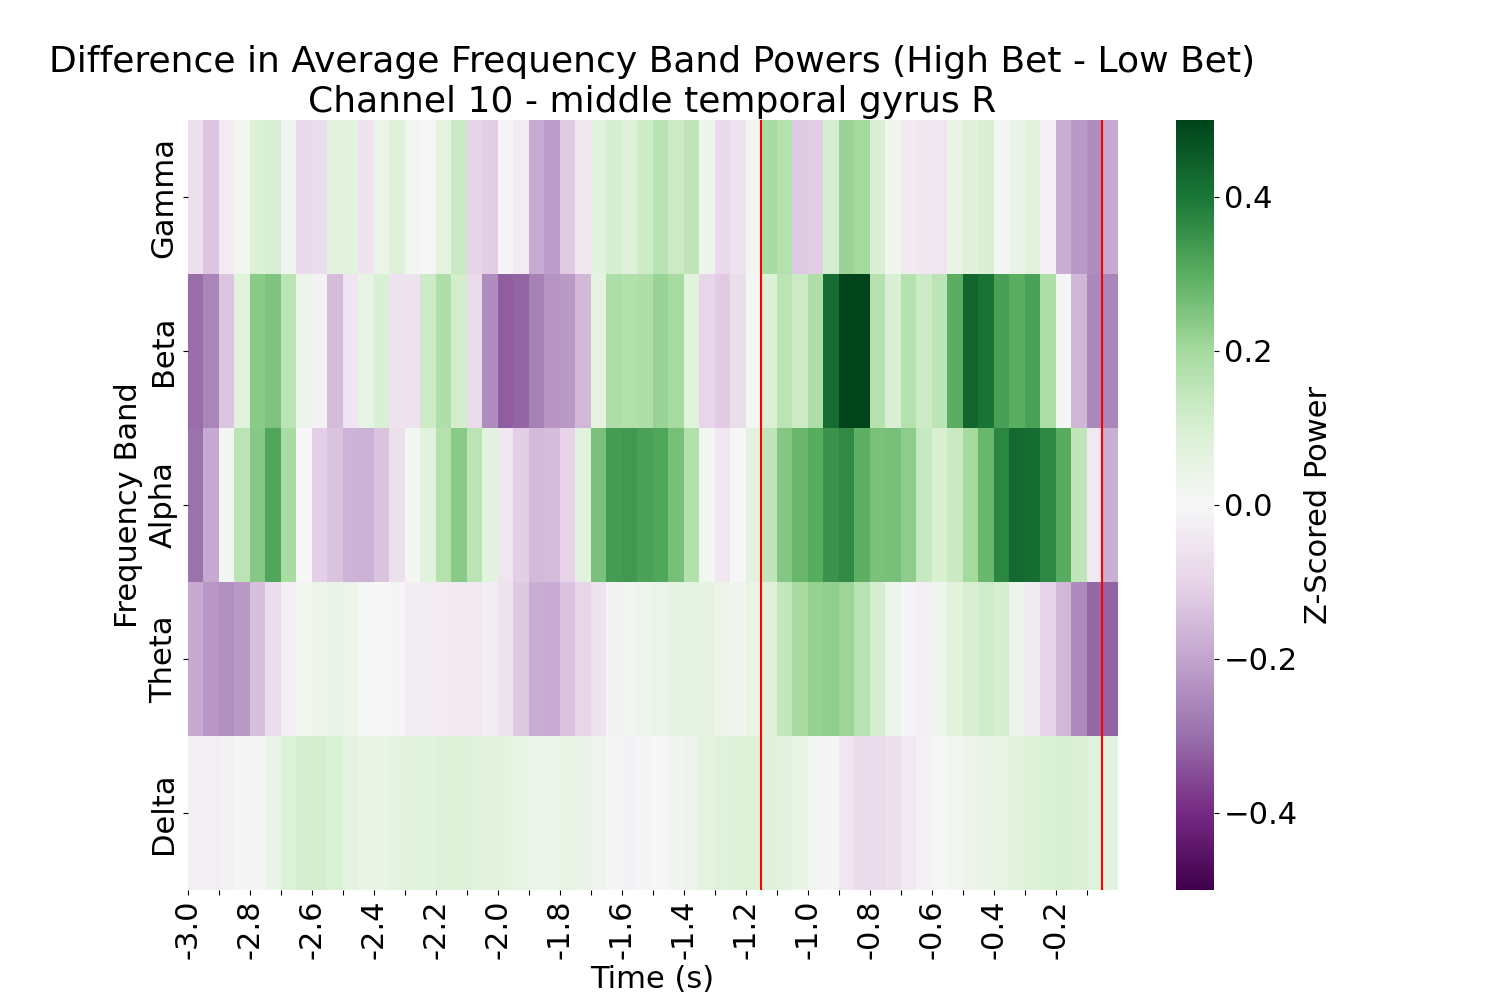 Difference in Average Frequency Band Powers (High Bet - Low Bet)
Channel 10 - middle temporal gyrus R
Frequency Band
Gamma
Beta
Alpha
Theta
Delta
-3.0
-2.8
-2.6
-2.4
-2.2
-2.0
-1.8
-1.6
-1.4
-1.2
-1.0
-0.8
-0.6
-0.4
-0.2
Time (s)
0.4
0.2
0.0
−0.2
−0.4
Z-Scored Power